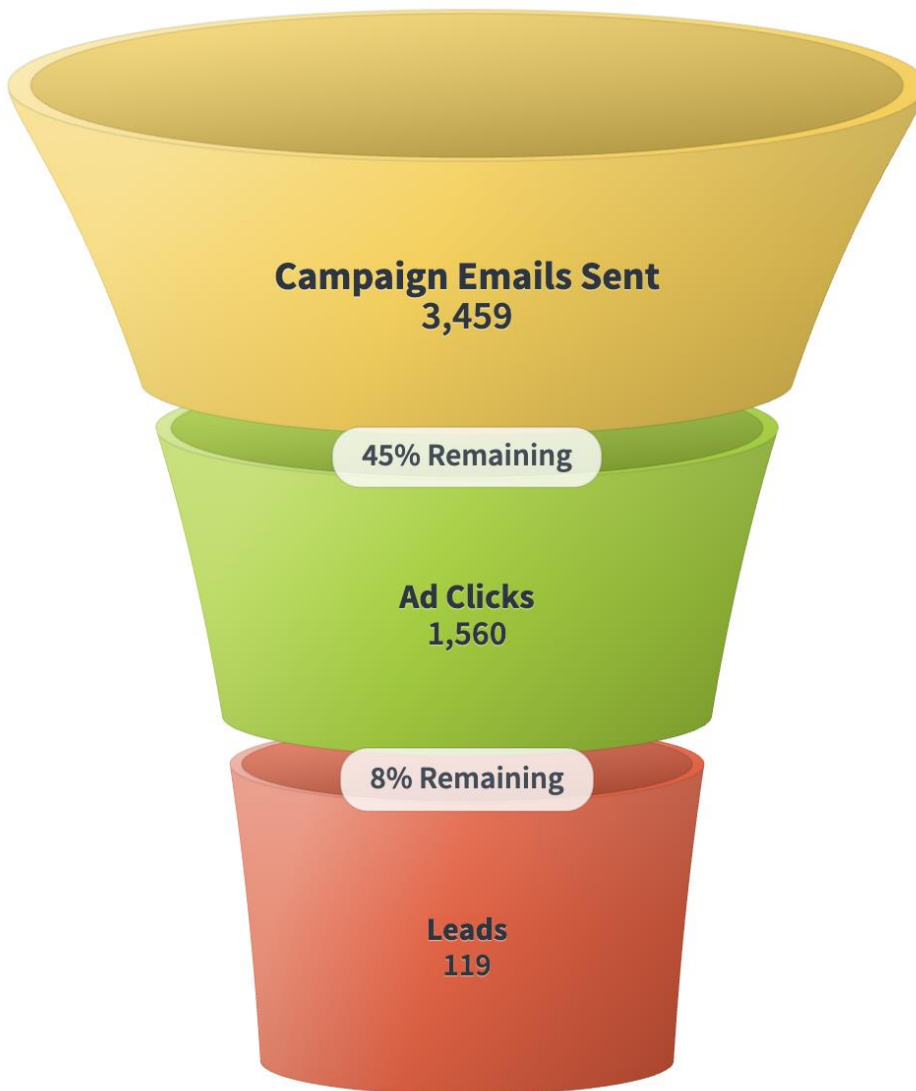 Campaign Emails Sent
3,459
45% Remaining
Ad Clicks
1,560
8% Remaining
Leads
119